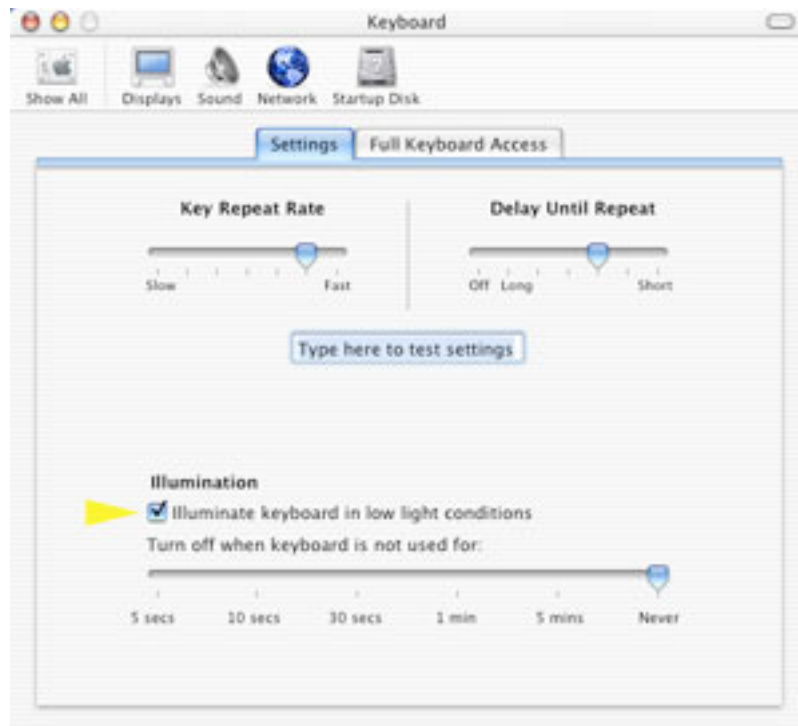 Keyboard
Show All Displays Sound Network Startup Disk
Settings Full Keyboard Access
Key Repeat Rate Delay Until Repeat
Slow Fast Off Long Short
Type here to test settings
Illumination
Illuminate keyboard in low light conditions
Turn off when keyboard is not used for:
5 secs 10 secs 30 secs 1 min 5 mins Never